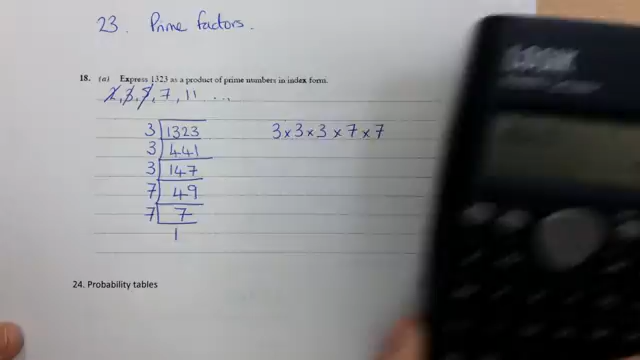 23. Prime Factors.
18. (a) Express 1323 as a product of prime numbers in index form.
2, 3, 5, 7, 11 ...
3 1323 3 × 3 × 3 × 7 × 7
3 441
3 147
7 49
7 7
1
24. Probability tables